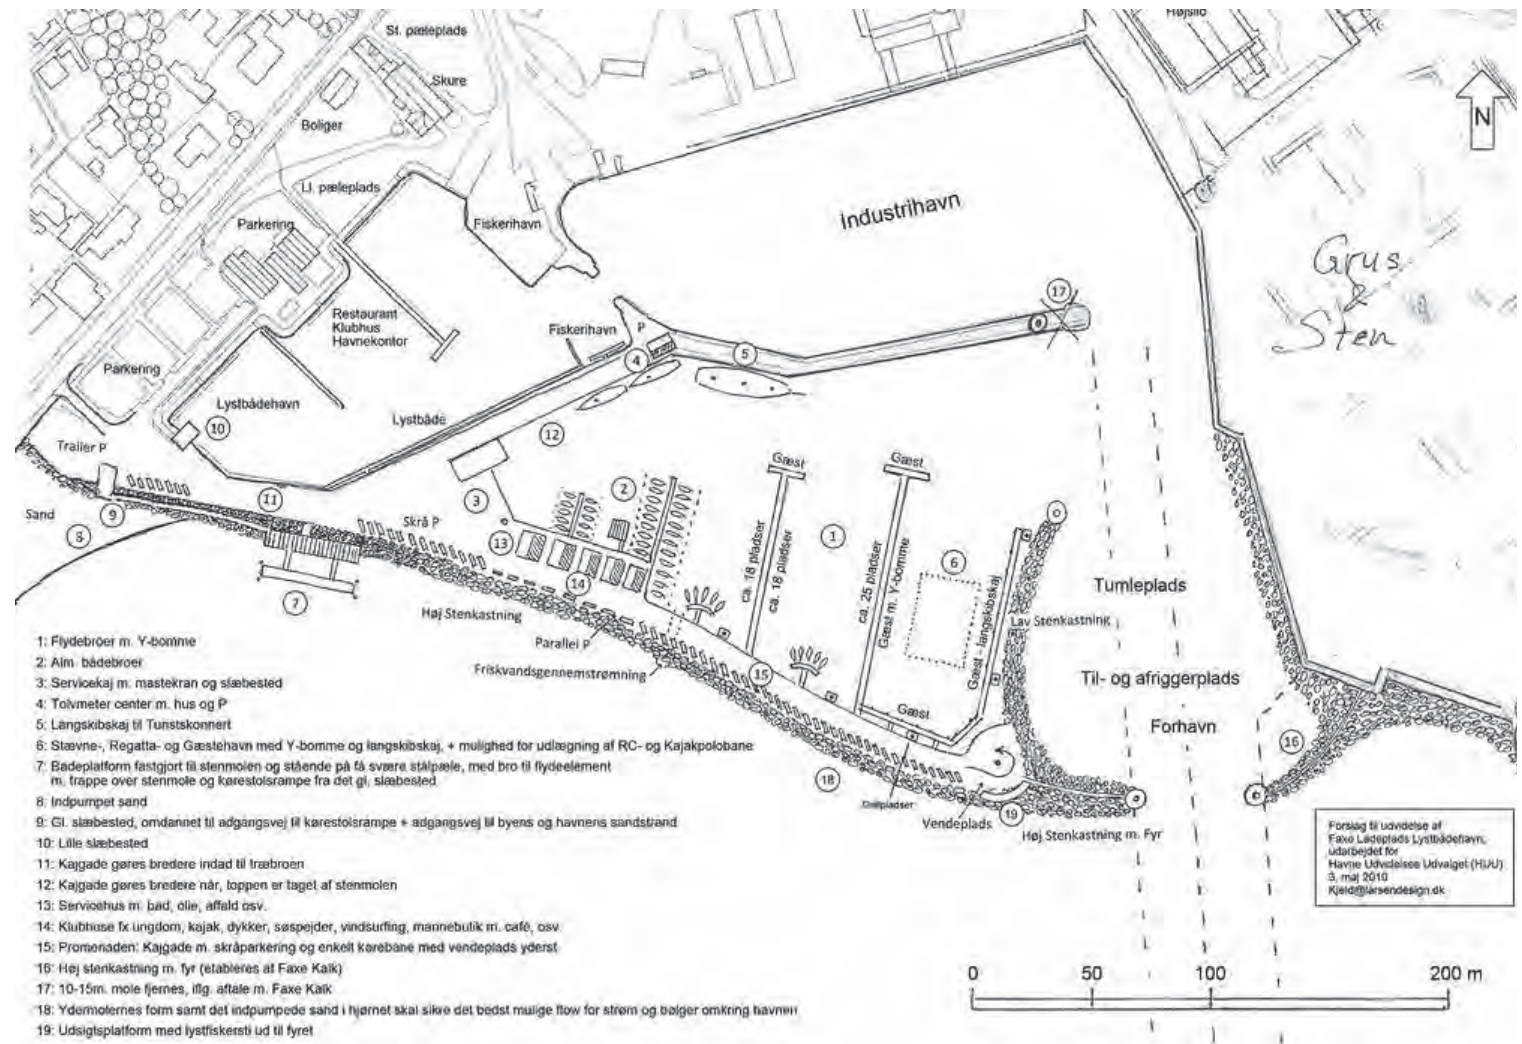 St. pæleplads
Højsilo
Skure
Boliger
Ll. pæleplads
Parkering
Fiskerihavn
Industrihavn
N
Grus
&
Sten
17
Restaurant
Klubhus
Havnekontor
Fiskerihavn
P
4
5
Parkering
Lystbådehavn
Lystbåde
10
12
Trailer P
Gæst
Gæst
11
3
2
Sand
9
8
Skrå P
13
1
ca. 18 pladser
ca. 18 pladser
ca. 25 pladser
Gæst m. Y-bomme
6
Gæst - langskibskaj
Tumleplads
14
7
Høj Stenkastning
Lav Stenkastning
Parallel P
Friskvandsgennemstrømning
15
Til- og afriggerplads
Gæst
Forhavn
16
18
Vendeplads
19
Høj Stenkastning m. Fyr
1: Flydebroer m. Y-bomme
2: Alm. bådebroer
3: Servicekaj m. mastekran og slæbested
4: Tolvmeter center m. hus og P
5: Langskibskaj til Turistskonnert
6: Stævne-, Regatta- og Gæstehavn med Y-bomme og langskibskaj, + mulighed for udlægning af RC- og Kajakpolobane
7: Badeplatform fastgjort til stenmolen og stående på få svære stålpæle, med bro til flydeelement
m. trappe over stenmole og kørestolsrampe fra det gl. slæbested
8: Indpumpet sand
9: Gl. slæbested, omdannet til adgangsvej til kørestolsrampe + adgangsvej til byens og havnens sandstrand
10: Lille slæbested
11: Kajgade gøres bredere indad til træbroen
12: Kajgade gøres bredere når, toppen er taget af stenmolen
13: Servicehus m. bad, olie, affald osv.
14: Klubhuse fx ungdom, kajak, dykker, søspejder, vindsurfing, marinebutik m. café, osv.
15: Promenaden: Kajgade m. skråparkering og enkelt kørebane med vendeplads yderst
16: Høj stenkastning m. fyr (etableres af Faxe Kalk)
17: 10-15m. mole fjernes, iflg. aftale m. Faxe Kalk
18: Ydermolernes form samt det indpumpede sand i hjørnet skal sikre det bedst mulige flow for strøm og bølger omkring havnen
19: Udsigtsplatform med lystfiskersti ud til fyret
Forslag til udvidelse af
Faxe Ladeplads Lystbådehavn,
udarbejdet for
Havne Udvidelses Udvalget (HUU)
3. maj 2010
Kjeld@larsendesign.dk
0 50 100 200 m